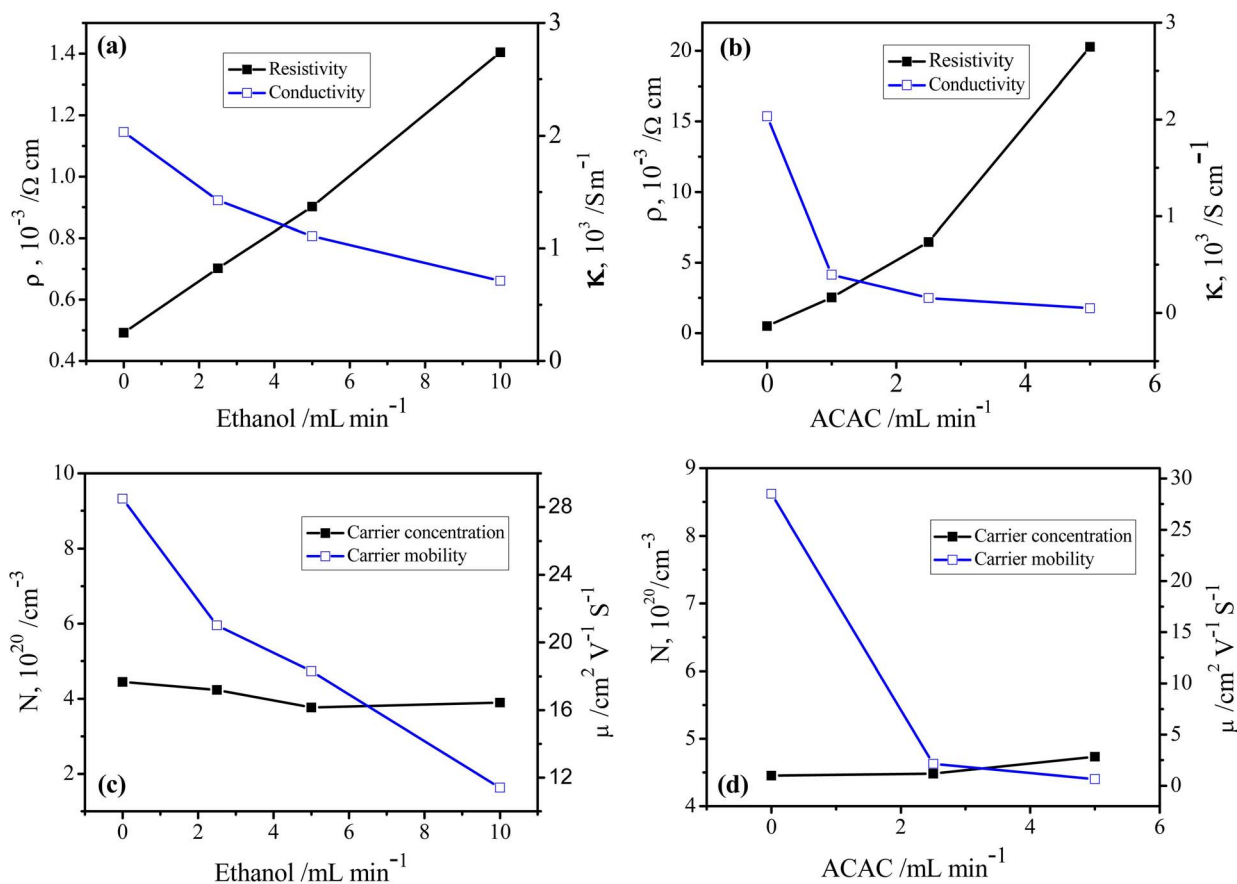 (a)
Resistivity
Conductivity
1.4
1.2
1.0
0.8
0.6
0.4
ρ , 10⁻³ /Ω cm
3
2
1
0
κ, 10³ /Sm⁻¹
0 2 4 6 8 10
Ethanol /mL min⁻¹
(b)
Resistivity
Conductivity
20
15
10
5
0
ρ, 10⁻³ /Ω cm
3
2
1
0
κ, 10³ /S cm⁻¹
0 2 4 6
ACAC /mL min⁻¹
Carrier concentration
Carrier mobility
10
8
6
4
2
N, 10²⁰ /cm⁻³
28
24
20
16
12
μ /cm² V⁻¹ S⁻¹
(c)
0 2 4 6 8 10
Ethanol /mL min⁻¹
Carrier concentration
Carrier mobility
9
8
7
6
5
4
N, 10²⁰/cm⁻³
30
20
10
0
μ /cm² V⁻¹ S⁻¹
(d)
0 2 4 6
ACAC /mL min⁻¹